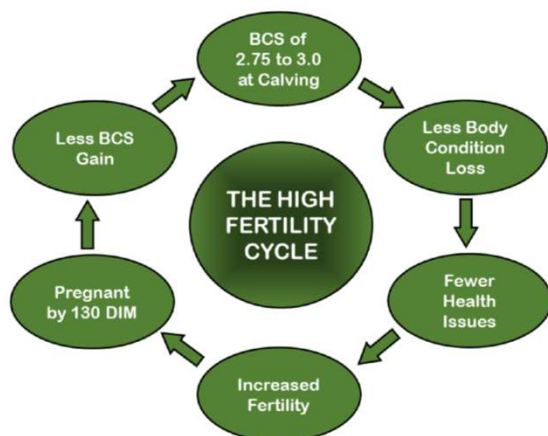 THE HIGH
FERTILITY
CYCLE
BCS of
2.75 to 3.0
at Calving
Less Body
Condition
Loss
Fewer
Health
Issues
Increased
Fertility
Pregnant
by 130 DIM
Less BCS
Gain